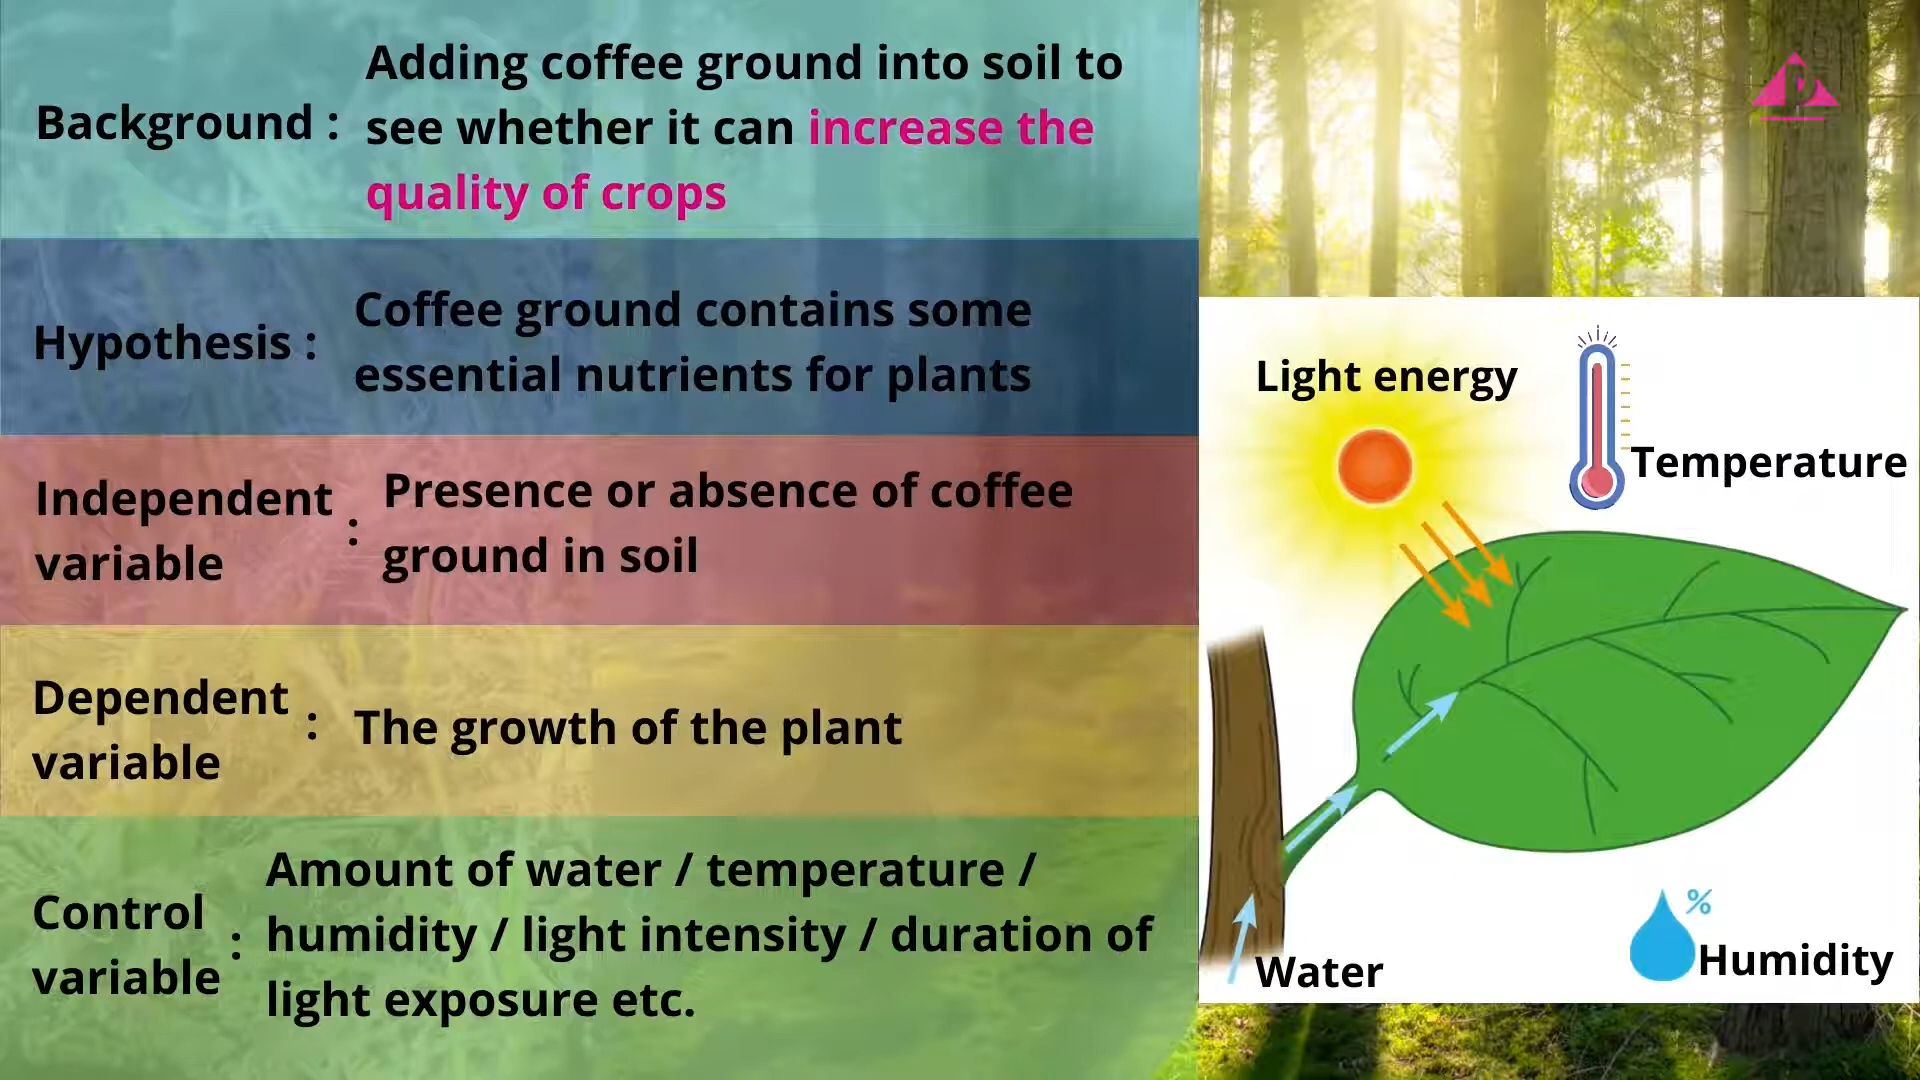 Background :
Adding coffee ground into soil to
see whether it can increase the
quality of crops
Hypothesis :
Coffee ground contains some
essential nutrients for plants
Independent
variable
:
Presence or absence of coffee
ground in soil
Dependent
variable
:
The growth of the plant
Control
variable
:
Amount of water / temperature /
humidity / light intensity / duration of
light exposure etc.
Light energy
Temperature
%
Humidity
Water